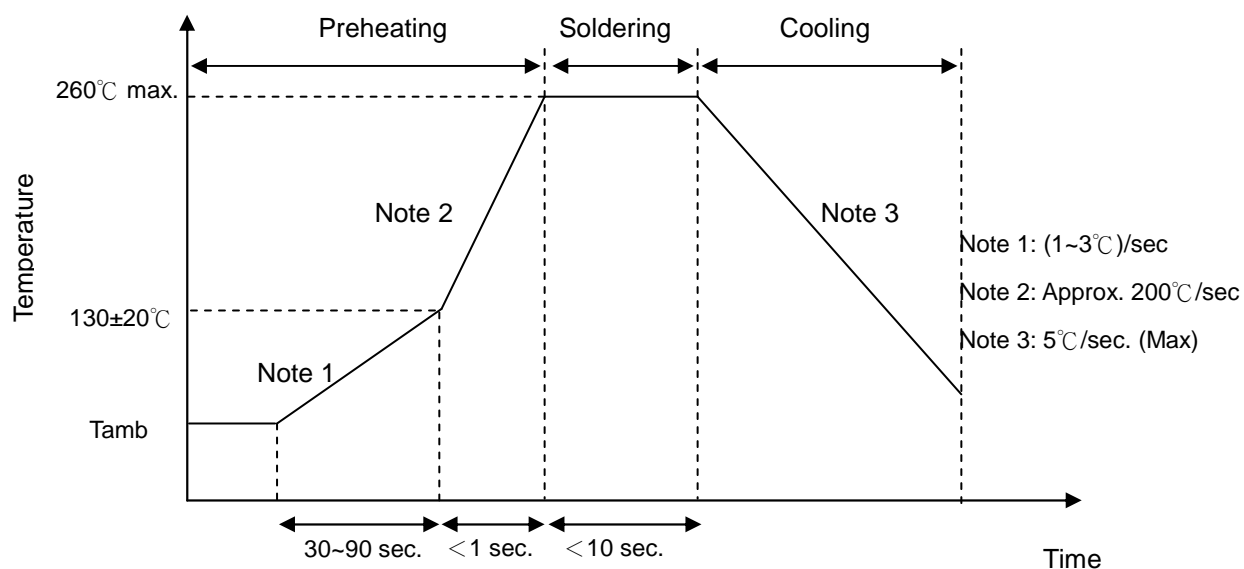 Preheating
Soldering
Cooling
260℃ max.
Temperature
Note 2
Note 3
Note 1: (1~3℃)/sec
Note 2: Approx. 200℃/sec
130±20℃
Note 3: 5℃/sec. (Max)
Note 1
Tamb
30~90 sec.
<1 sec.
<10 sec.
Time